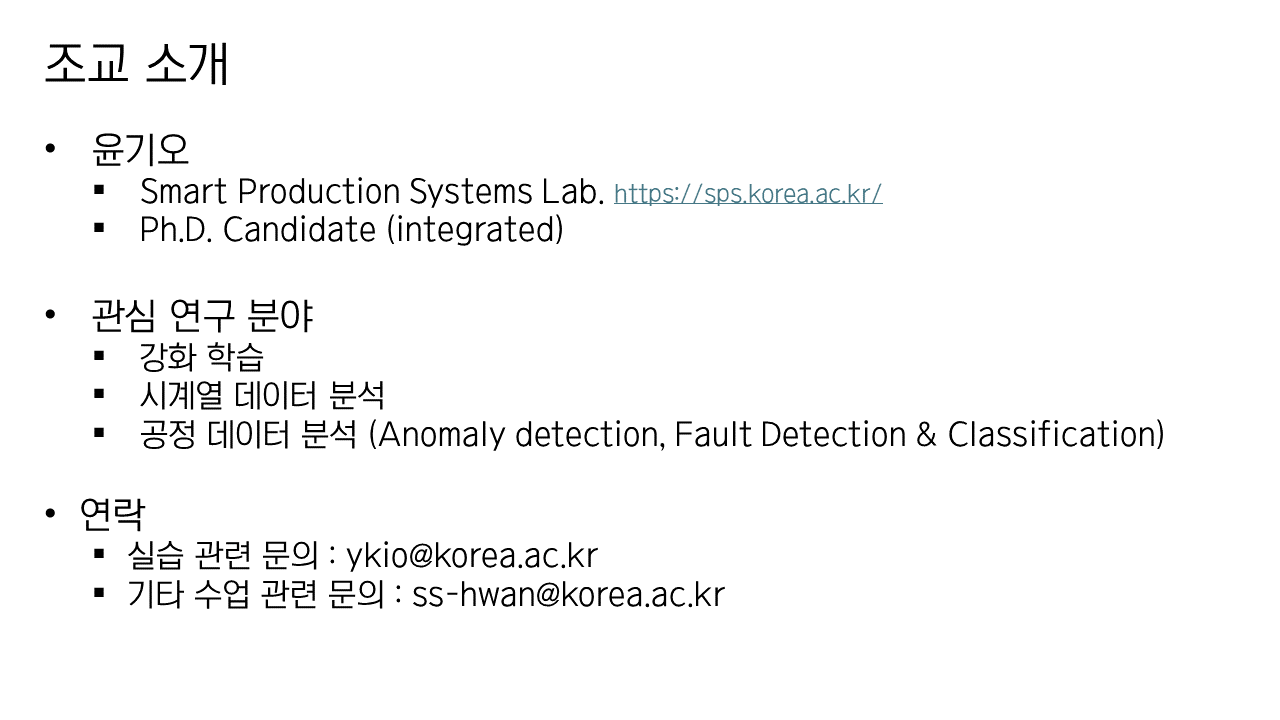 조교 소개
• 윤기오
▪ Smart Production Systems Lab. https://sps.korea.ac.kr/
▪ Ph.D. Candidate (integrated)
• 관심 연구 분야
▪ 강화 학습
▪ 시계열 데이터 분석
▪ 공정 데이터 분석 (Anomaly detection, Fault Detection & Classification)
• 연락
▪ 실습 관련 문의 : ykio@korea.ac.kr
▪ 기타 수업 관련 문의 : ss-hwan@korea.ac.kr